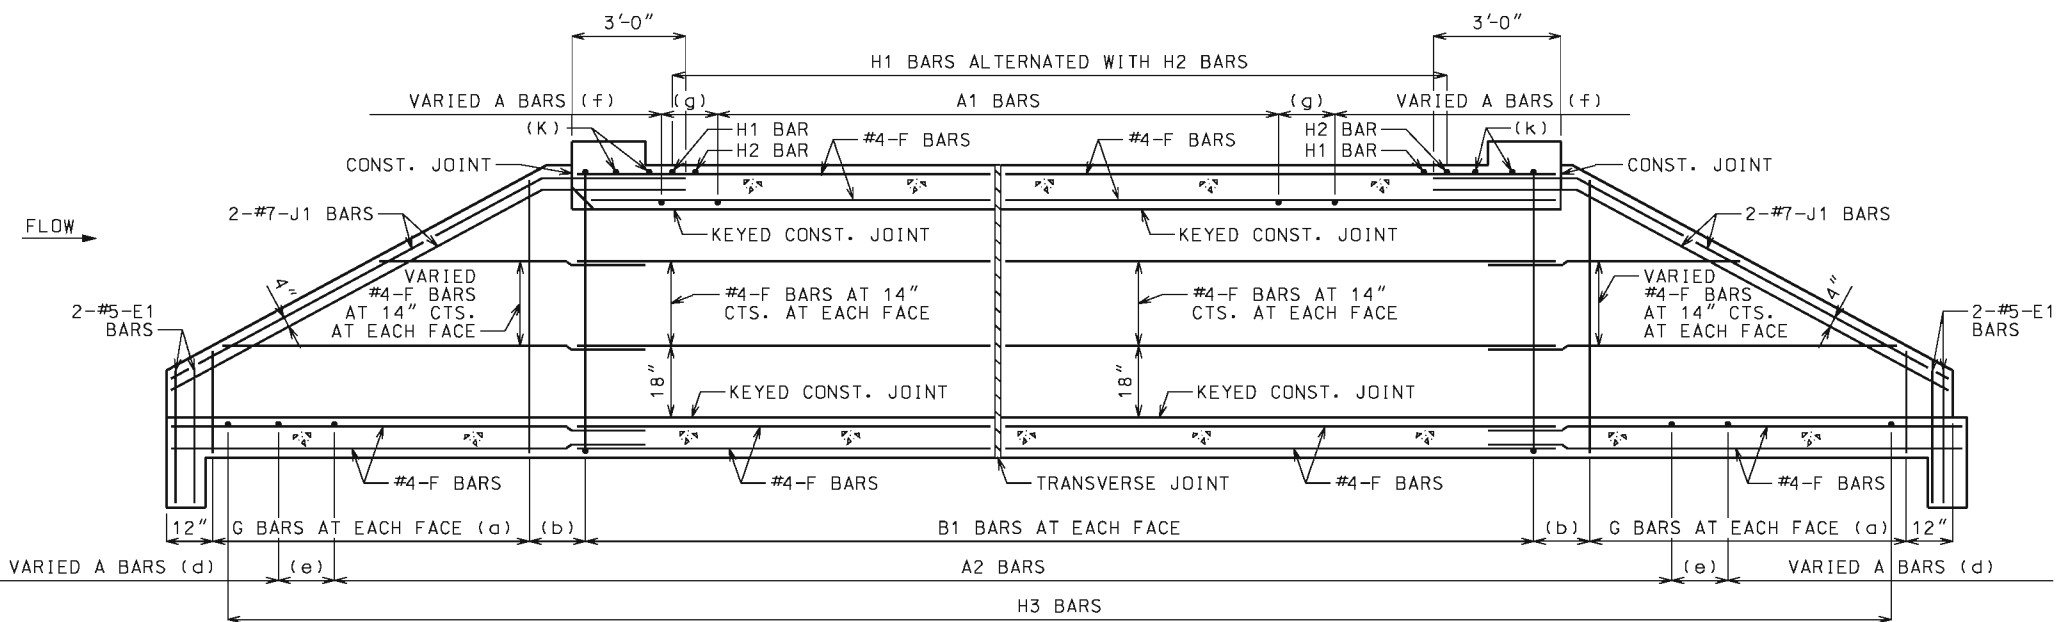 3'-0"
3'-0"
H1 BARS ALTERNATED WITH H2 BARS
VARIED A BARS (f)
(g)
A1 BARS
(g)
VARIED A BARS (f)
(K)
H1 BAR
#4-F BARS
#4-F BARS
H2 BAR
(k)
CONST. JOINT
H2 BAR
H1 BAR
CONST. JOINT
2-#7-J1 BARS
2-#7-J1 BARS
FLOW
KEYED CONST. JOINT
KEYED CONST. JOINT
VARIED
#4-F BARS
AT 14" CTS.
AT EACH FACE
#4-F BARS AT 14"
CTS. AT EACH FACE
#4-F BARS AT 14"
CTS. AT EACH FACE
VARIED
#4-F BARS
AT 14" CTS.
AT EACH FACE
4"
4"
2-#5-E1
BARS
2-#5-E1
BARS
18"
KEYED CONST. JOINT
18"
KEYED CONST. JOINT
#4-F BARS
#4-F BARS
TRANSVERSE JOINT
#4-F BARS
#4-F BARS
12"
G BARS AT EACH FACE (a)
(b)
B1 BARS AT EACH FACE
(b)
G BARS AT EACH FACE (a)
12"
VARIED A BARS (d)
(e)
A2 BARS
(e)
VARIED A BARS (d)
H3 BARS